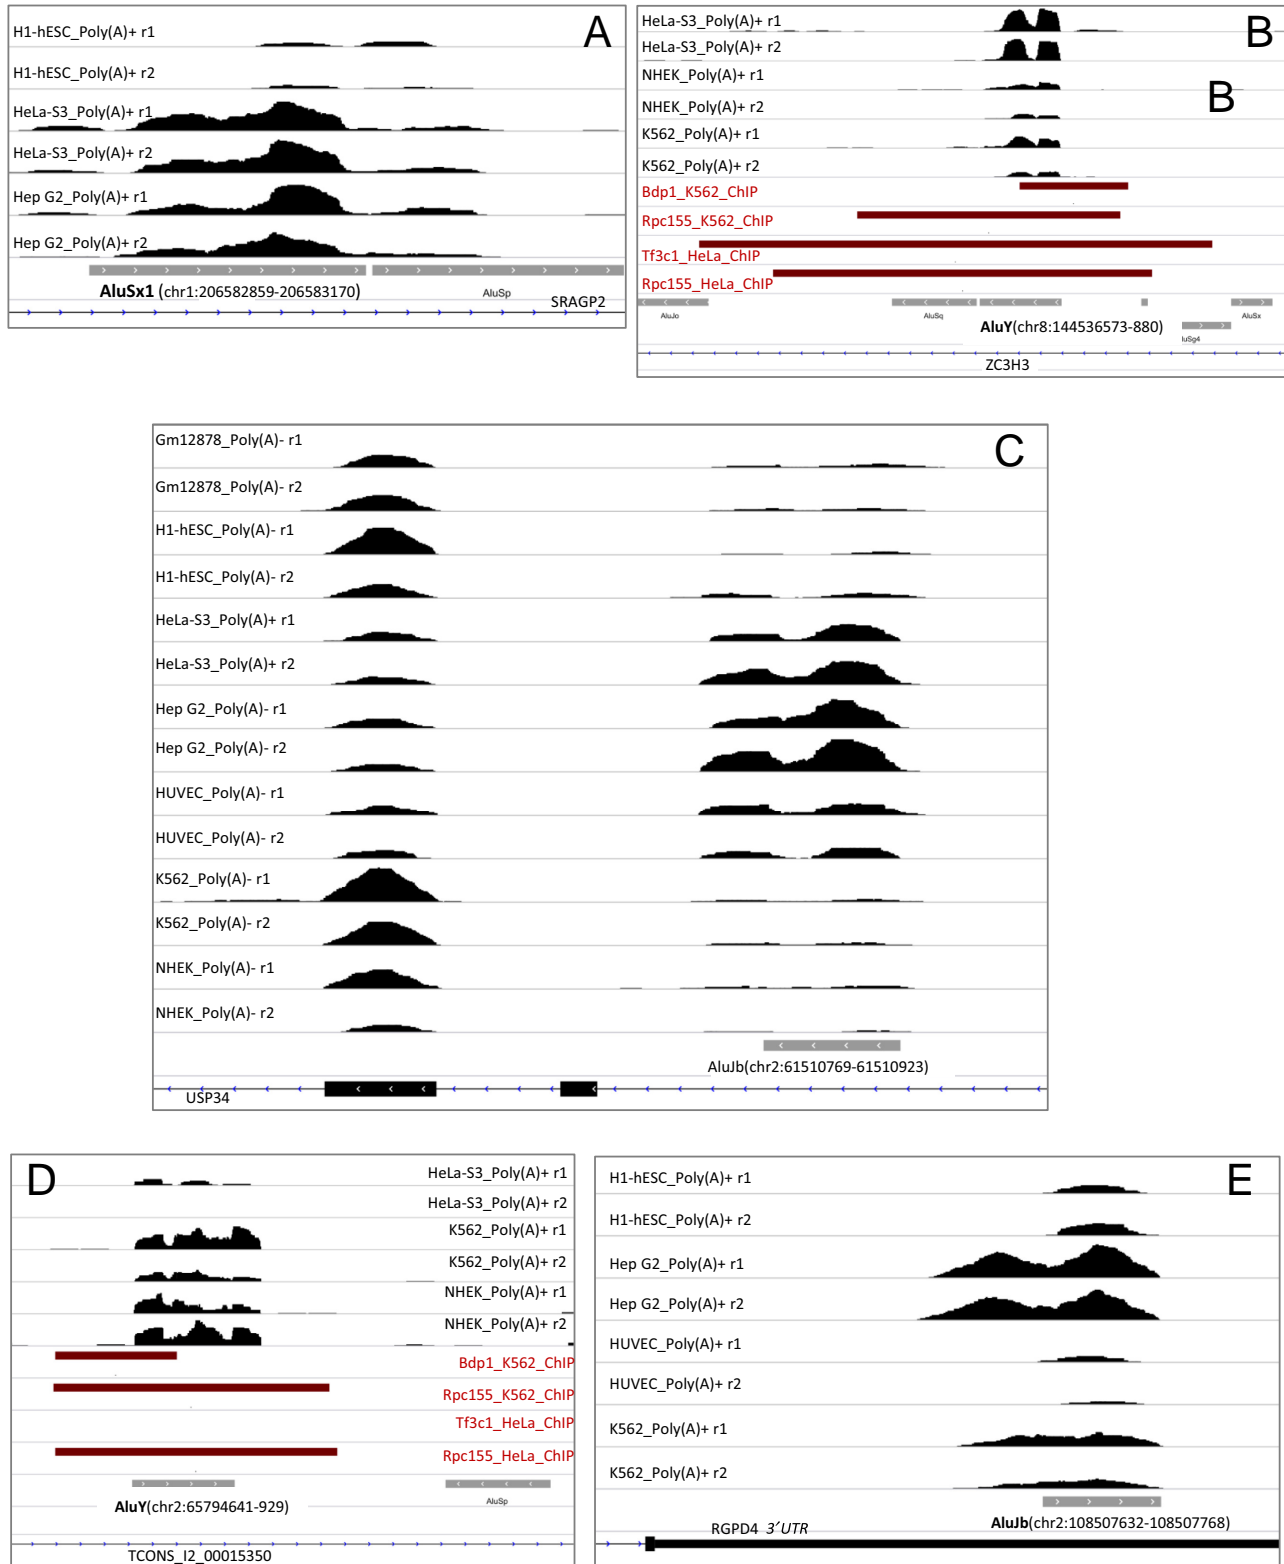 A
H1-hESC_Poly(A)+ r1
H1-hESC_Poly(A)+ r2
HeLa-S3_Poly(A)+ r1
HeLa-S3_Poly(A)+ r2
Hep G2_Poly(A)+ r1
Hep G2_Poly(A)+ r2
AluSx1 (chr1:206582859-206583170)
AluSp
SRAGP2
B
HeLa-S3_Poly(A)+ r1
HeLa-S3_Poly(A)+ r2
NHEK_Poly(A)+ r1
B
NHEK_Poly(A)+ r2
K562_Poly(A)+ r1
K562_Poly(A)+ r2
Bdp1_K562_ChIP
Rpc155_K562_ChIP
Tf3c1_HeLa_ChIP
Rpc155_HeLa_ChIP
AluJo
AluSq
AluSx
AluY(chr8:144536573-880)
luSg4
ZC3H3
C
Gm12878_Poly(A)- r1
Gm12878_Poly(A)- r2
H1-hESC_Poly(A)- r1
H1-hESC_Poly(A)- r2
HeLa-S3_Poly(A)+ r1
HeLa-S3_Poly(A)+ r2
Hep G2_Poly(A)- r1
Hep G2_Poly(A)- r2
HUVEC_Poly(A)- r1
HUVEC_Poly(A)- r2
K562_Poly(A)- r1
K562_Poly(A)- r2
NHEK_Poly(A)- r1
NHEK_Poly(A)- r2
AluJb(chr2:61510769-61510923)
USP34
D
HeLa-S3_Poly(A)+ r1
HeLa-S3_Poly(A)+ r2
K562_Poly(A)+ r1
K562_Poly(A)+ r2
NHEK_Poly(A)+ r1
NHEK_Poly(A)+ r2
Bdp1_K562_ChIP
Rpc155_K562_ChIP
Tf3c1_HeLa_ChIP
Rpc155_HeLa_ChIP
AluY(chr2:65794641-929)
AluSp
TCONS_I2_00015350
E
H1-hESC_Poly(A)+ r1
H1-hESC_Poly(A)+ r2
Hep G2_Poly(A)+ r1
Hep G2_Poly(A)+ r2
HUVEC_Poly(A)+ r1
HUVEC_Poly(A)+ r2
K562_Poly(A)+ r1
K562_Poly(A)+ r2
AluJb(chr2:108507632-108507768)
RGPD4 3′UTR